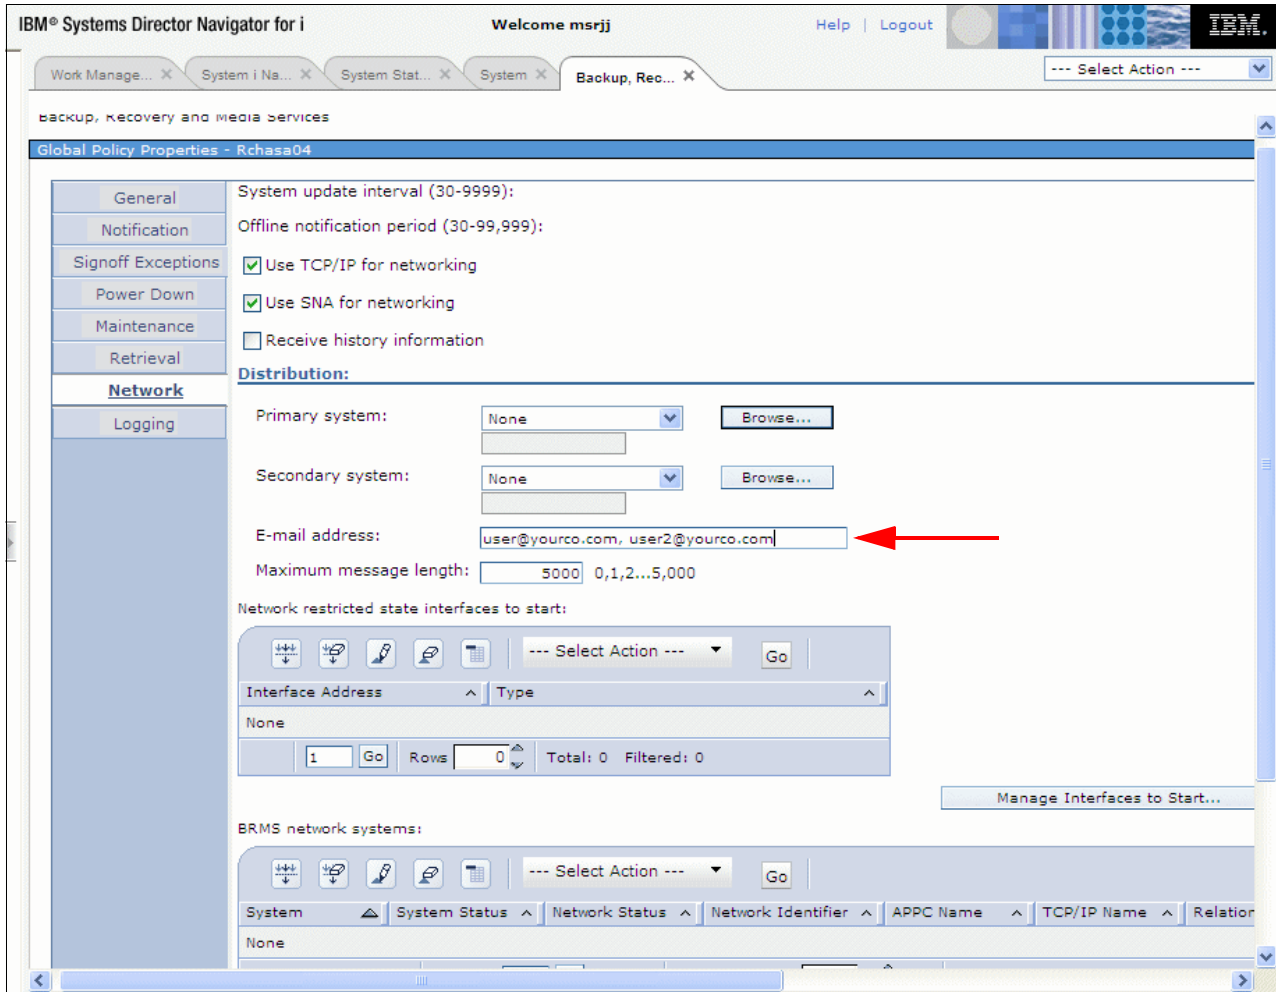 IBM® Systems Director Navigator for i Welcome msrjj Help | Logout IBM.
Work Manage... System i Na... System Stat... System Backup, Rec... --- Select Action ---
Backup, Recovery and Media Services
Global Policy Properties - Rchasa04
General
Notification
Signoff Exceptions
Power Down
Maintenance
Retrieval
Network
Logging
System update interval (30-9999):
Offline notification period (30-99,999):
Use TCP/IP for networking
Use SNA for networking
Receive history information
Distribution:
Primary system: None Browse...
Secondary system: None Browse...
E-mail address: user@yourco.com, user2@yourco.com
Maximum message length: 5000 0,1,2...5,000
Network restricted state interfaces to start:
--- Select Action --- Go
Interface Address Type
None
1 Go Rows 0 Total: 0 Filtered: 0
Manage Interfaces to Start...
BRMS network systems:
--- Select Action --- Go
System System Status Network Status Network Identifier APPC Name TCP/IP Name Relation
None